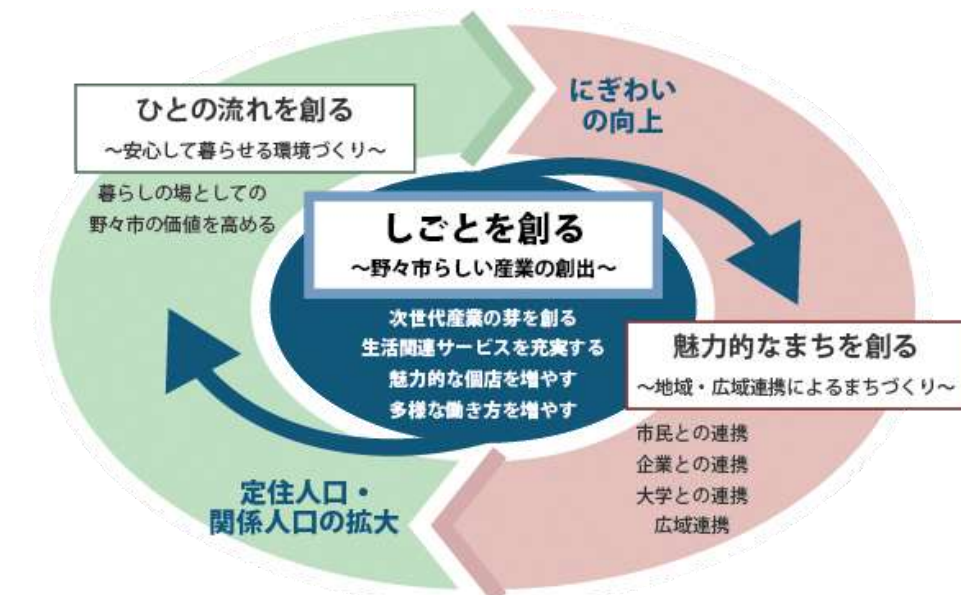 ひとの流れを創る
～安心して暮らせる環境づくり～
暮らしの場としての
野々市の価値を高める
にぎわい
の向上
しごとを創る
～野々市らしい産業の創出～
次世代産業の芽を創る
生活関連サービスを充実する
魅力的な個店を増やす
多様な働き方を増やす
魅力的なまちを創る
～地域・広域連携によるまちづくり～
市民との連携
企業との連携
大学との連携
広域連携
定住人口・
関係人口の拡大